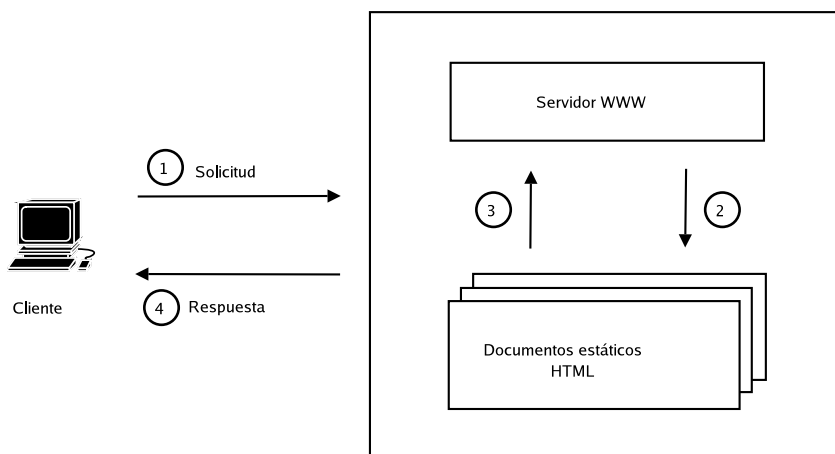 Servidor WWW
1
Solicitud
3
2
Cliente
4
Respuesta
Documentos estáticos
HTML